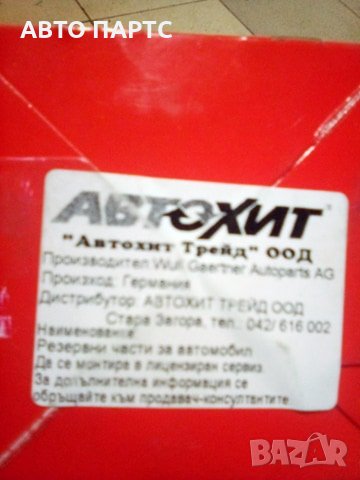 АВТО ПАРТС
АВТОХИТ
"Автохит Трейд" ООД
Производител Wulf Gaertner Autoparts AG
Произход: Германия
Дистрибутор: АВТОХИТ ТРЕЙД ООД
Стара Загора, тел.: 042/ 616 002
Наименование:
Резервни части за автомобил
Да се монтира в лицензиран сервиз
За допълнителна информация се
обръщайте към продавач-консултантите
BAZAR